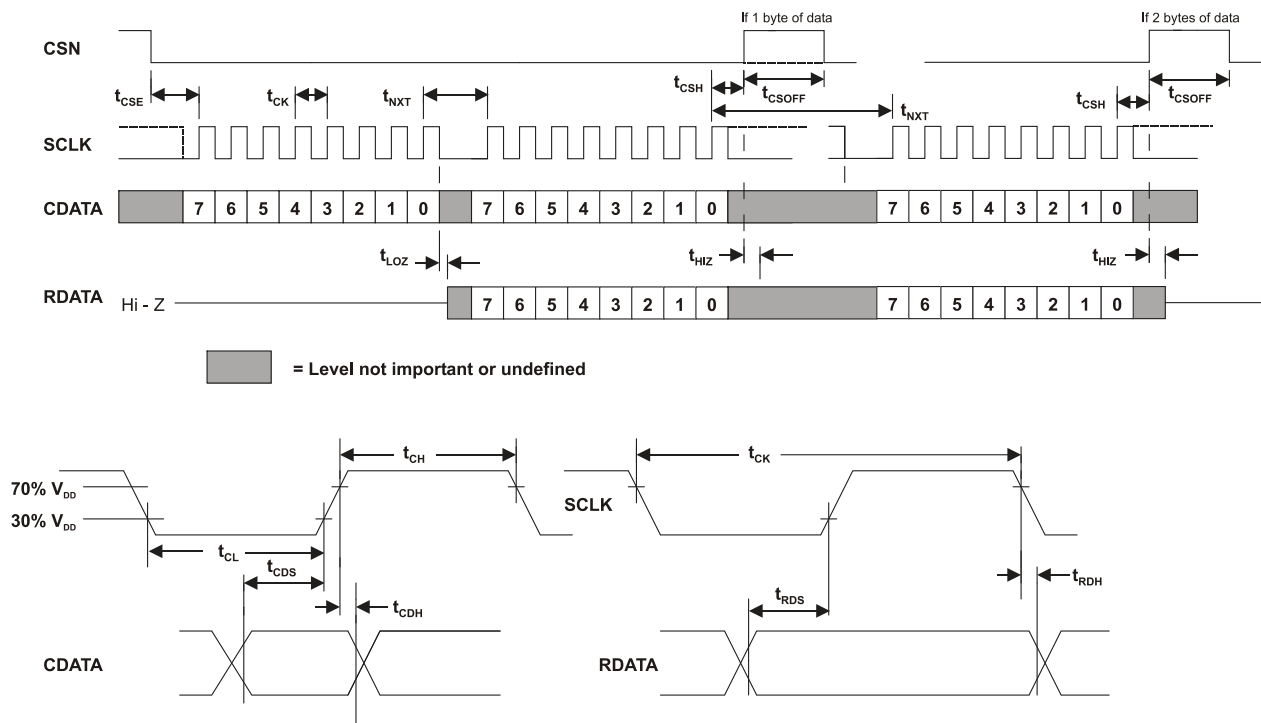 If 1 byte of data
If 2 bytes of data
CSN
tCSE
tCK
tNXT
tCSH
tCSOFF
tNXT
tCSH
tCSOFF
SCLK
CDATA 7 6 5 4 3 2 1 0 7 6 5 4 3 2 1 0 7 6 5 4 3 2 1 0
tLOZ
tHIZ
tHIZ
RDATA Hi - Z 7 6 5 4 3 2 1 0 7 6 5 4 3 2 1 0
= Level not important or undefined
tCH
tCK
70% VDD
30% VDD
SCLK
tCL
tCDS
tCDH
tRDS
tRDH
CDATA
RDATA